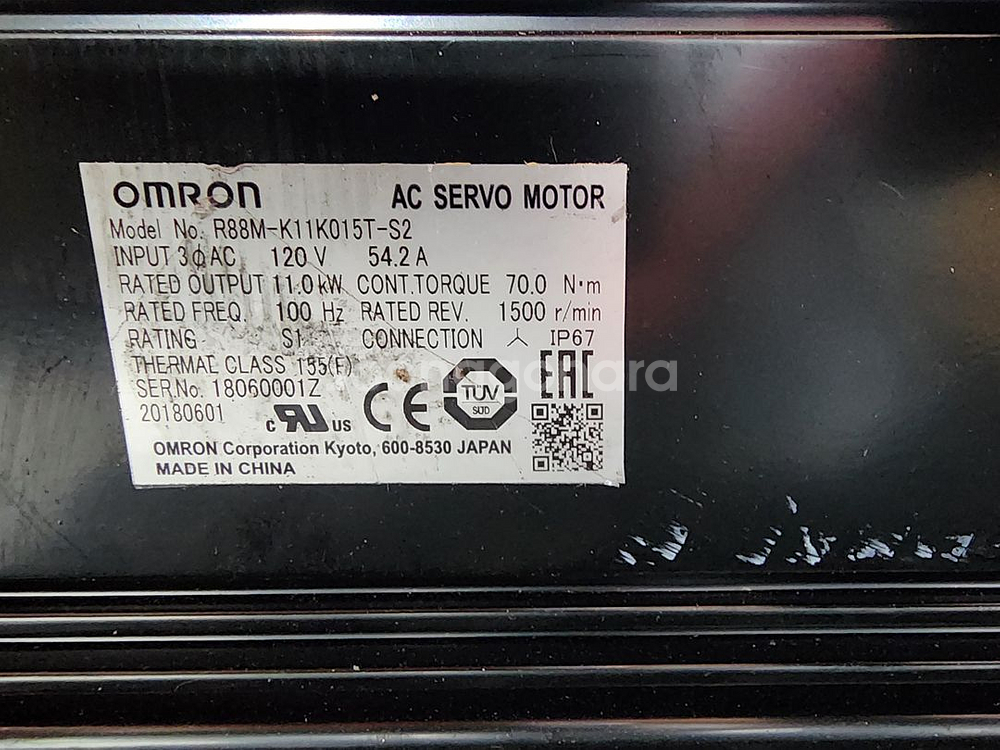 OMRON AC SERVO MOTOR
Model No. R88M-K11K015T-S2
INPUT 3φAC 120 V 54.2 A
RATED OUTPUT 11.0 kW CONT.TORQUE 70.0 N·m
RATED FREQ. 100 Hz RATED REV. 1500 r/min
RATING S1 CONNECTION IP67
THERMAL CLASS 155(F)
SER.No. 18060001Z
20180601
c RU US CE TÜV SÜD EAC
OMRON Corporation Kyoto, 600-8530 JAPAN
MADE IN CHINA